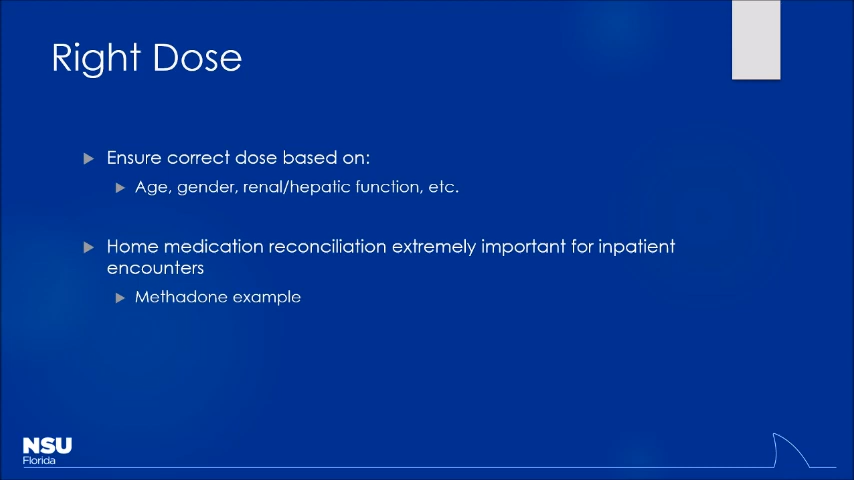 Right Dose
Ensure correct dose based on:
Age, gender, renal/hepatic function, etc.
Home medication reconciliation extremely important for inpatient
encounters
Methadone example
NSU
Florida